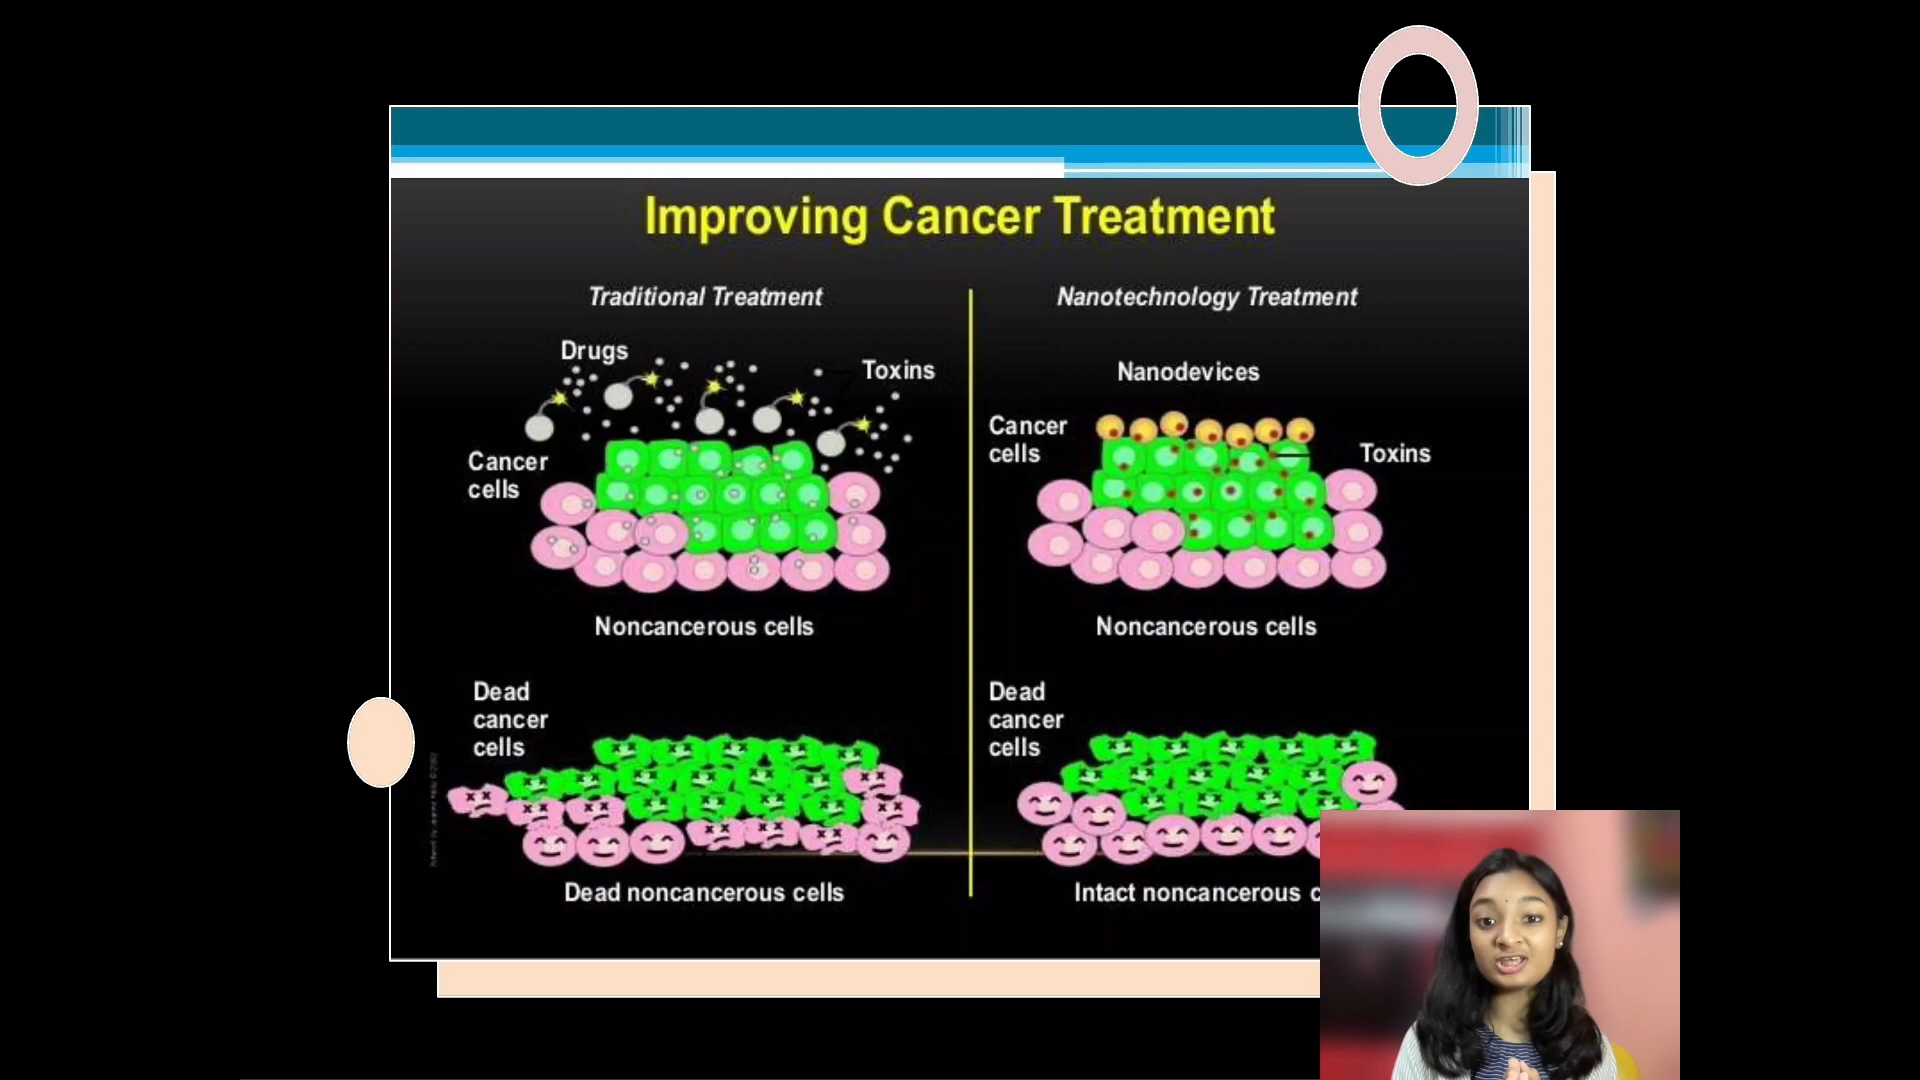 Improving Cancer Treatment
Traditional Treatment
Drugs
Toxins
Cancer
cells
Noncancerous cells
Dead
cancer
cells
Dead noncancerous cells
Nanotechnology Treatment
Nanodevices
Cancer
cells
Toxins
Noncancerous cells
Dead
cancer
cells
Intact noncancerous c